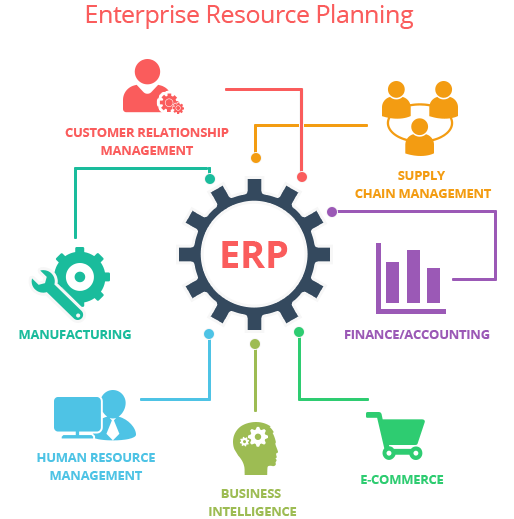 Enterprise Resource Planning
CUSTOMER RELATIONSHIP
MANAGEMENT
SUPPLY
CHAIN MANAGEMENT
ERP
MANUFACTURING
FINANCE/ACCOUNTING
HUMAN RESOURCE
MANAGEMENT
BUSINESS
INTELLIGENCE
E-COMMERCE